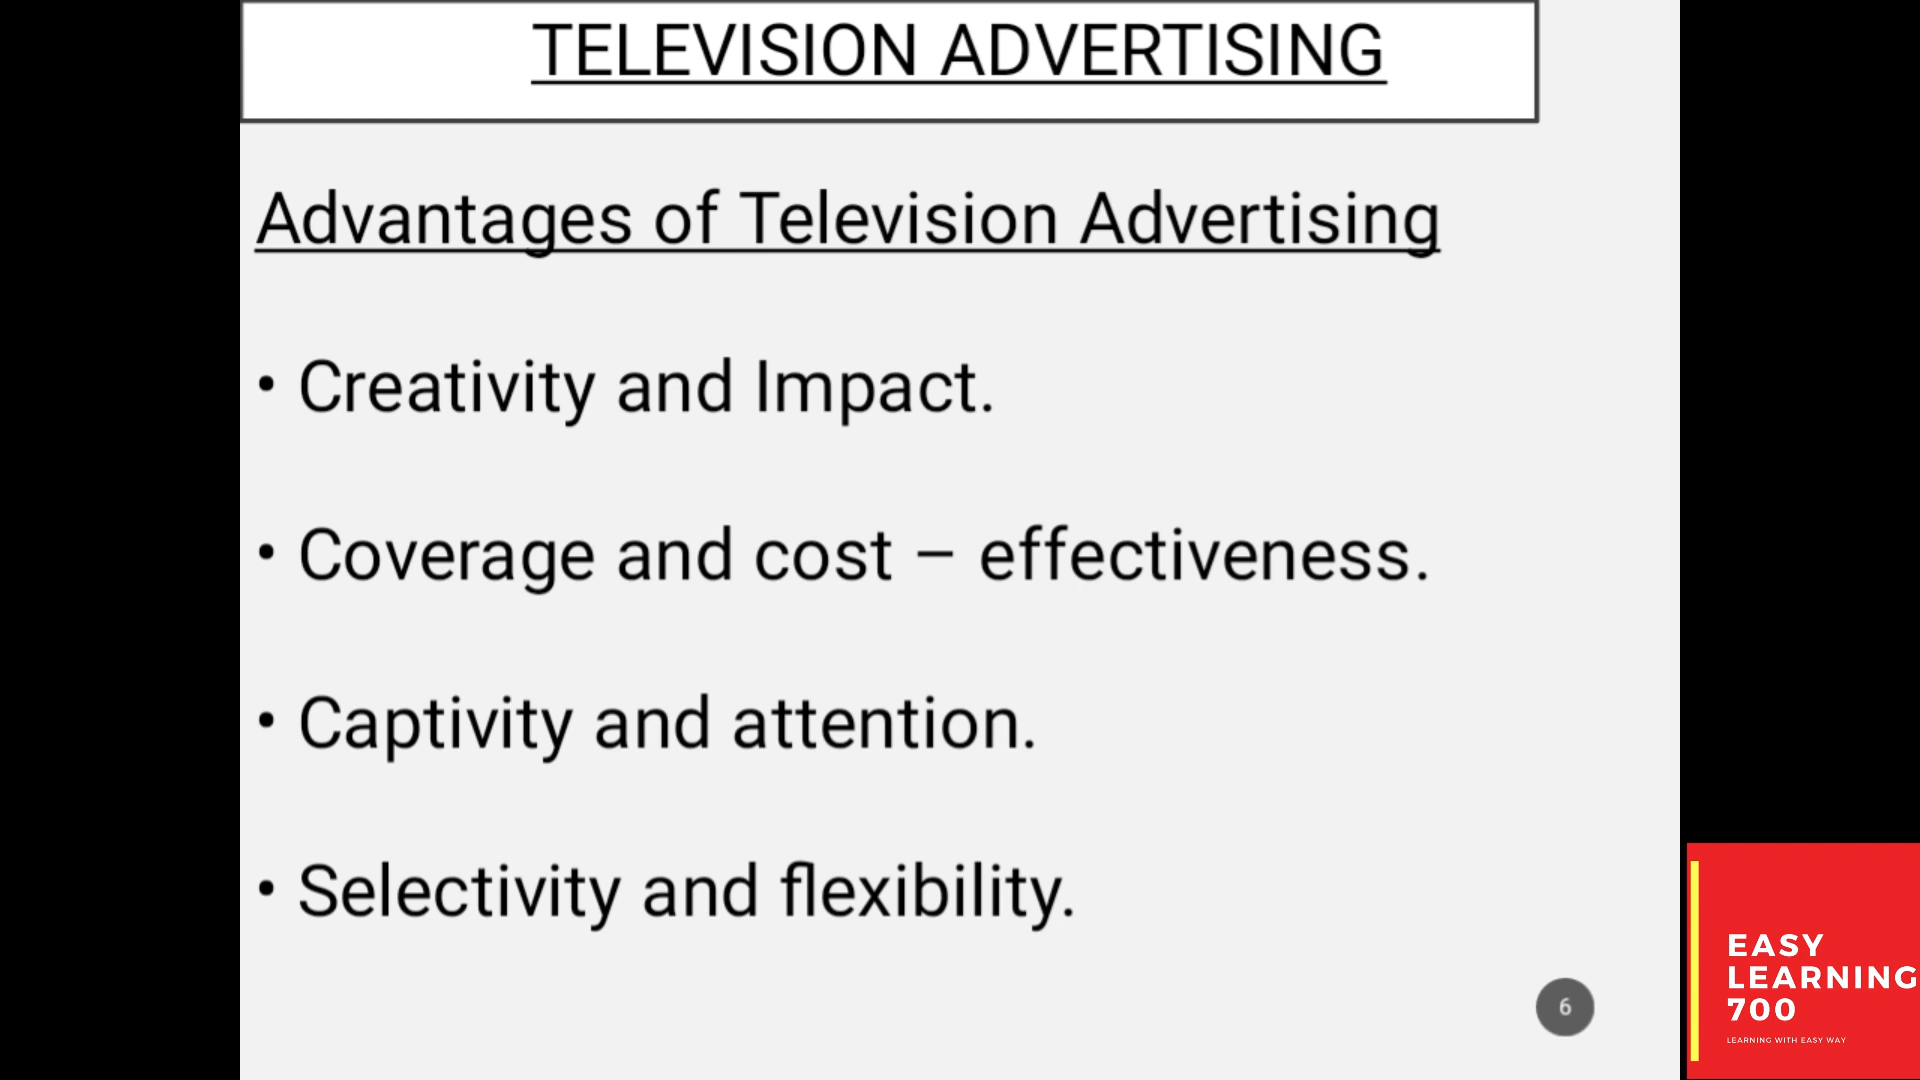 TELEVISION ADVERTISING
Advantages of Television Advertising
• Creativity and Impact.
• Coverage and cost – effectiveness.
• Captivity and attention.
• Selectivity and flexibility.
6
EASY
LEARNING
700
LEARNING WITH EASY WAY